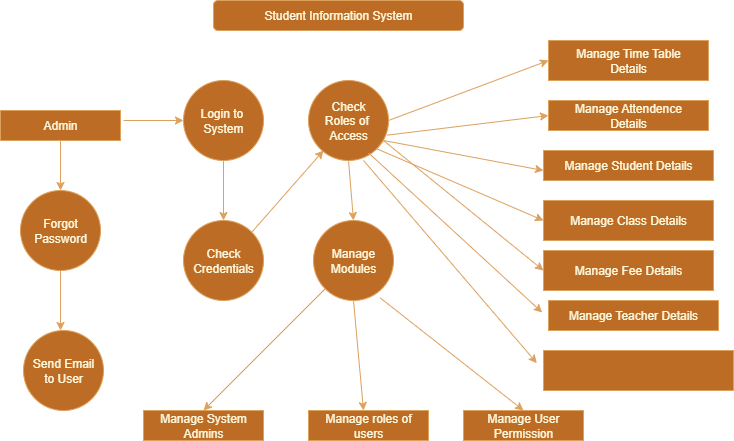 Student Information System
Manage Time Table
Details
Login to
System
Check
Roles of
Access
Manage Attendence
Details
Admin
Manage Student Details
Forgot
Password
Manage Class Details
Check
Credentials
Manage
Modules
Manage Fee Details
Manage Teacher Details
Send Email
to User
Manage System
Admins
Manage roles of
users
Manage User
Permission